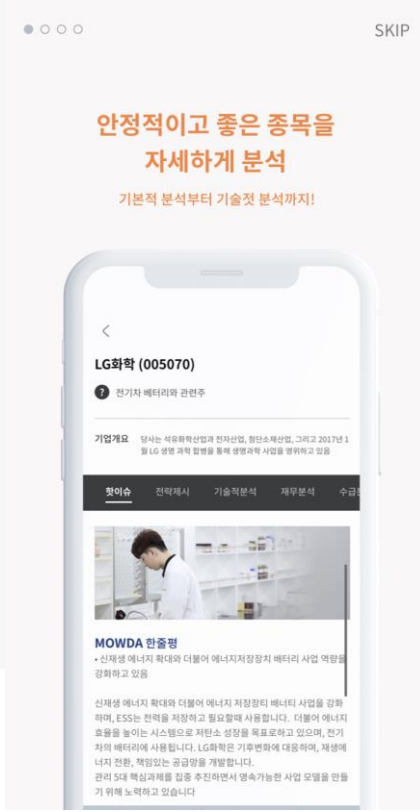 SKIP
안정적이고 좋은 종목을
자세하게 분석
기본적 분석부터 기술젓 분석까지!
LG화학 (005070)
? 전기차 베터리와 관련주
기업개요 당사는 석유화학산업과 전자산업, 첨단소재산업, 그리고 2017년 1
월 LG 생명 과학 합병을 통해 생명과학 사업을 영위하고 있음
핫이슈 전략제시 기술적분석 재무분석 수급
MOWDA 한줄평
• 신재생 에너지 확대와 더불어 에너지저장장치 배터리 사업 역량을
강화하고 있음
신재생 에너지 확대와 더불어 에너지 저장장티 배너티 사업을 강화
하며, ESS는 전력을 저장하고 필요할때 사용합니다. 더불어 에너지
효율을 높이는 시스템으로 저탄소 성장을 목표로하고 있으며, 전기
차의 배터리에 사용됩니다. LG화학은 기후변화에 대응하며, 재생에
너지 전환, 책임있는 공급망을 개발합니다.
관리 5대 핵심과제를 집중 추진하면서 영속가능한 사업 모델을 만들
기 위해 노력하고 있습니다